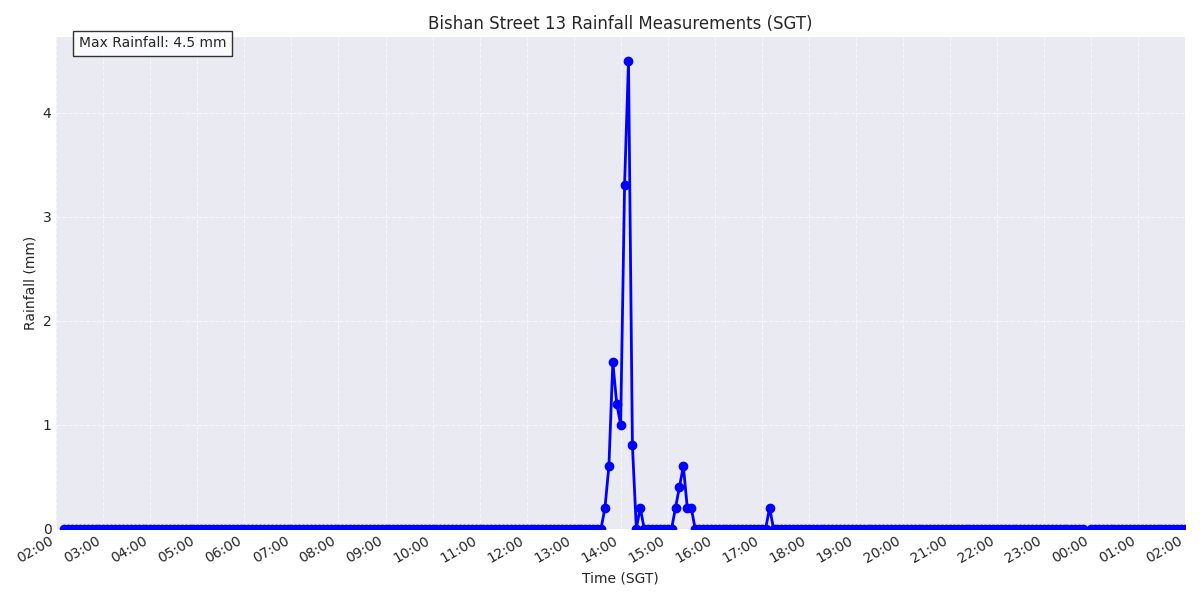 Bishan Street 13 Rainfall Measurements (SGT)
Max Rainfall: 4.5 mm
Rainfall (mm)
4
3
2
1
0
02:00 03:00 04:00 05:00 06:00 07:00 08:00 09:00 10:00 11:00 12:00 13:00 14:00 15:00 16:00 17:00 18:00 19:00 20:00 21:00 22:00 23:00 00:00 01:00 02:00
Time (SGT)